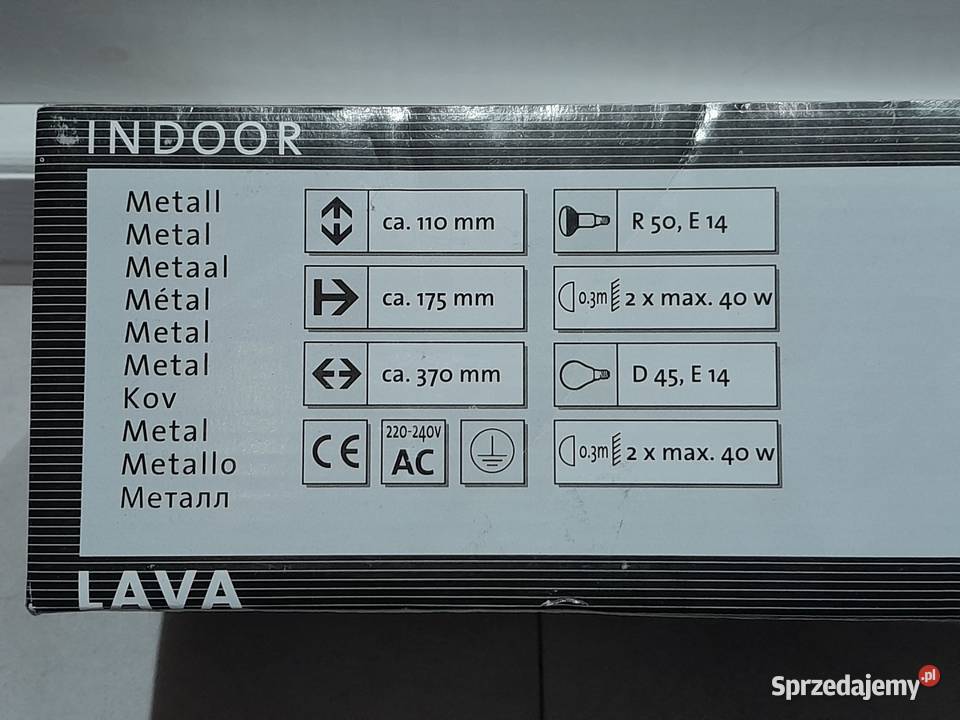 INDOOR
Metall
Metal
Metaal
Métal
Metal
Metal
Kov
Metal
Metallo
Металл
ca. 110 mm
ca. 175 mm
ca. 370 mm
CE
220-240V
AC
R 50, E 14
0.3m 2 x max. 40 w
D 45, E 14
0.3m 2 x max. 40 w
LAVA
Sprzedajemy.pl